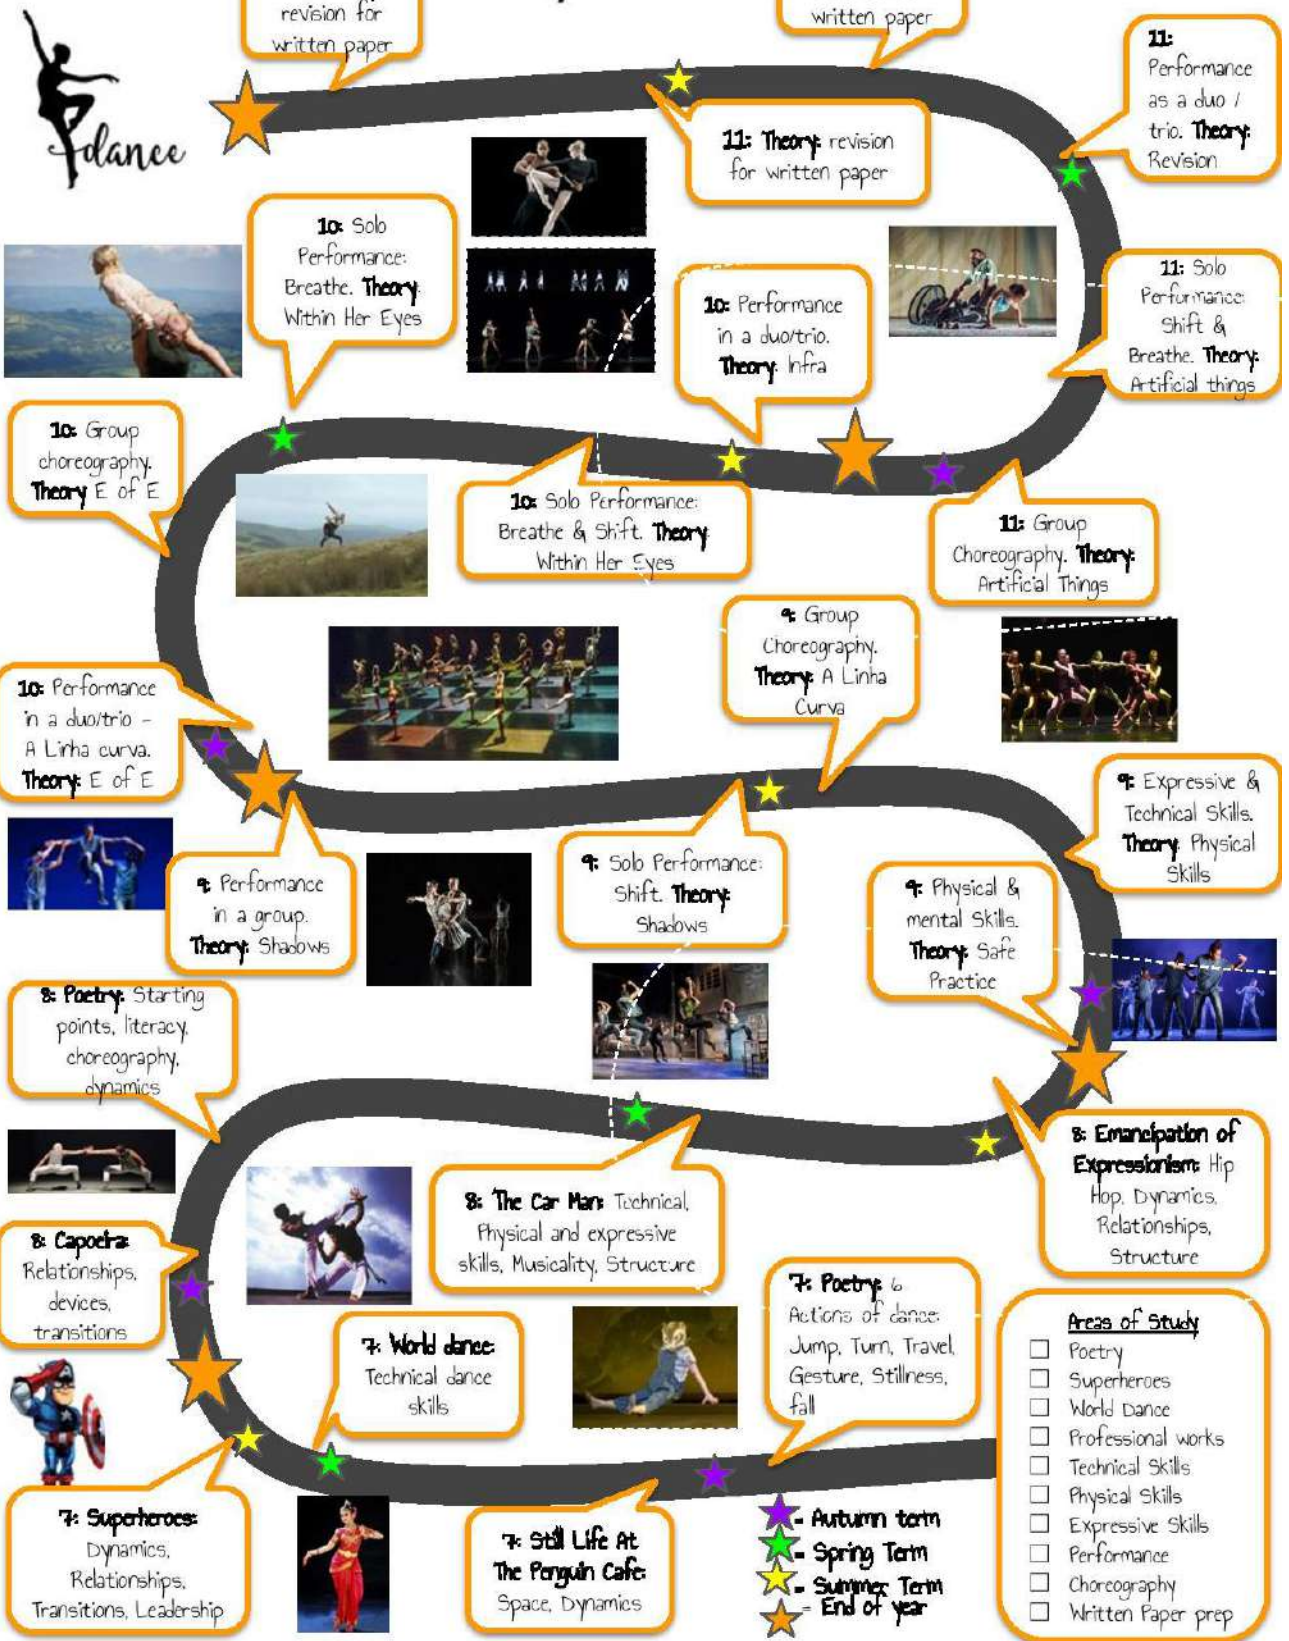 revision for
written paper
written paper
dance
11:
Performance
as a duo /
trio. Theory:
Revision
11: Theory: revision
for written paper
10: Solo
Performance:
Breathe. Theory:
Within Her Eyes
10: Performance
in a duo/trio.
Theory: Infra
11: Solo
Performance:
Shift &
Breathe. Theory:
Artificial things
10: Group
choreography.
Theory E of E
10: Solo Performance:
Breathe & Shift. Theory:
Within Her Eyes
11: Group
Choreography. Theory:
Artificial Things
9: Group
Choreography.
Theory: A Linha
Curva
10: Performance
in a duo/trio -
A Linha curva.
Theory: E of E
9: Expressive &
Technical Skills.
Theory: Physical
Skills
9: Performance
in a group.
Theory: Shadows
9: Solo Performance:
Shift. Theory:
Shadows
9: Physical &
mental Skills.
Theory: Safe
Practice
8: Poetry: Starting
points, literacy,
choreography,
dynamics
8: Emancipation of
Expressionism: Hip
Hop, Dynamics,
Relationships,
Structure
8: The Car Man: Technical,
Physical and expressive
skills, Musicality, Structure
8: Capoeira:
Relationships,
devices,
transitions
7: World dance:
Technical dance
skills
7: Poetry: 6
Actions of dance:
Jump, Turn, Travel,
Gesture, Stillness,
fall
7: Superheroes:
Dynamics,
Relationships,
Transitions, Leadership
7: Still Life At
The Penguin Cafe:
Space, Dynamics
- Autumn term
- Spring Term
- Summer Term
= End of year
Areas of Study
Poetry
Superheroes
World Dance
Professional works
Technical Skills
Physical Skills
Expressive Skills
Performance
Choreography
Written Paper prep